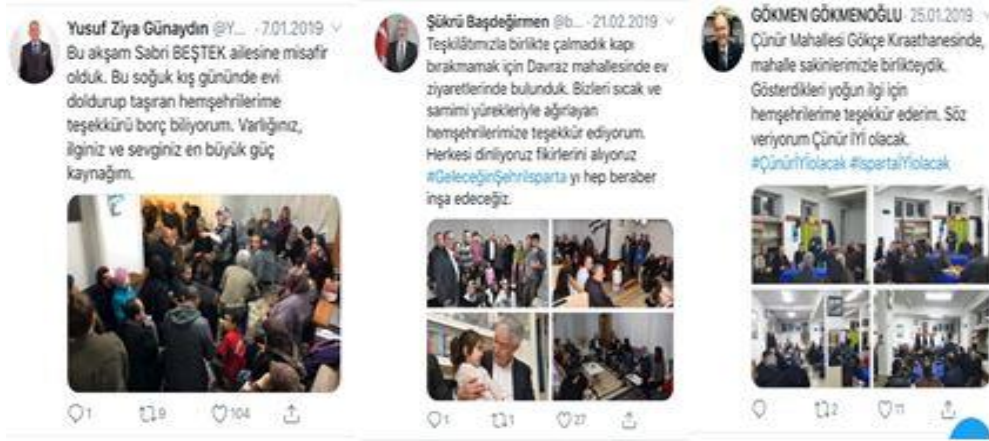 Yusuf Ziya Günaydın @Y... · 7.01.2019
Bu akşam Sabri BEŞTEK ailesine misafir
olduk. Bu soğuk kış gününde evi
doldurup taşıran hemşehrilerime
teşekkürü borç biliyorum. Varlığınız,
ilginiz ve sevginiz en büyük güç
kaynağım.
1 9 104
Şükrü Başdeğirmen @b... · 21.02.2019
Teşkilâtımızla birlikte çalmadık kapı
bırakmamak için Davraz mahallesinde ev
ziyaretlerinde bulunduk. Bizleri sıcak ve
samimi yürekleriyle ağırlayan
hemşehrilerimize teşekkür ediyorum.
Herkesi dinliyoruz fikirlerini alıyoruz
#GeleceğinŞehriIsparta yı hep beraber
inşa edeceğiz.
1 1 27
GÖKMEN GÖKMENOĞLU · 25.01.2019
Çünür Mahallesi Gökçe Kıraathanesinde,
mahalle sakinlerimizle birlikteydik.
Gösterdikleri yoğun ilgi için
hemşehrilerime teşekkür ederim. Söz
veriyorum Çünür İYİ olacak.
#ÇünürİYİolacak #IspartaİYİolacak
2 11